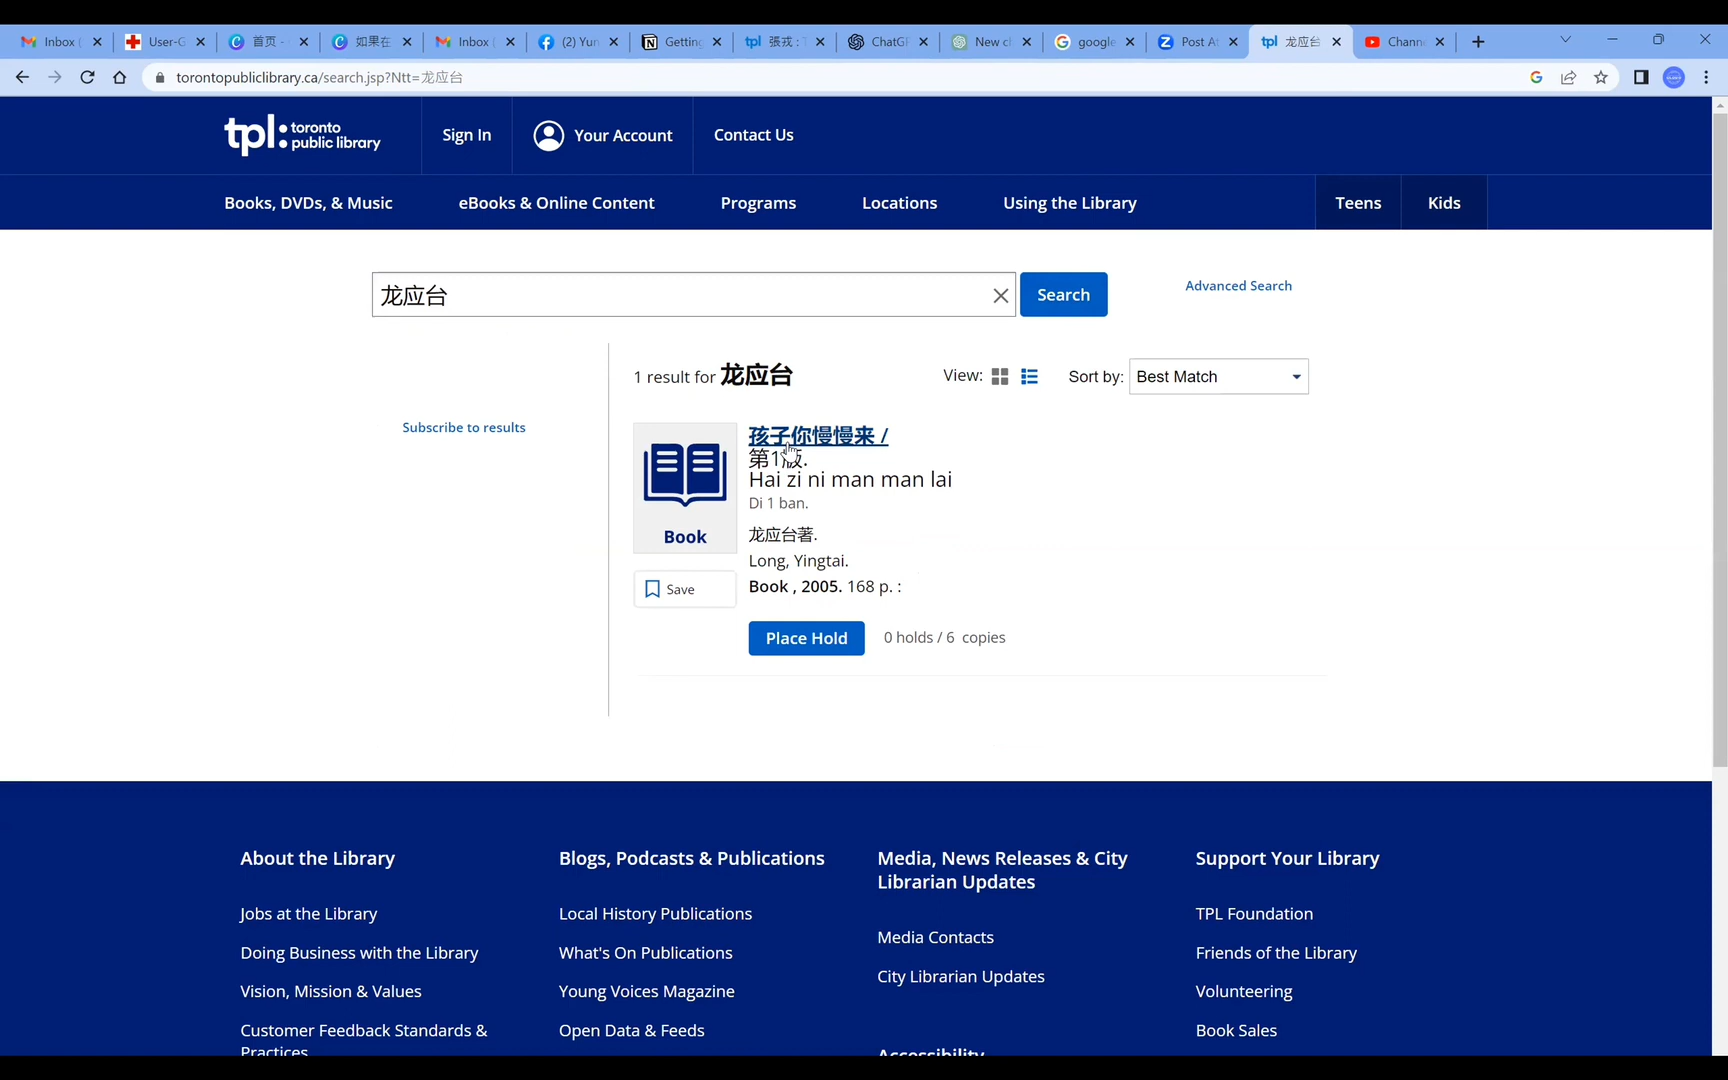 Inbox (
User-G
首页 -
如果在
Inbox (
(2) Yun
Getting
張戎 : T
ChatGF
New ch
google
Post At
龙应台
Chann
torontopubliclibrary.ca/search.jsp?Ntt=龙应台
tpl: toronto public library
Sign In
Your Account
Contact Us
Books, DVDs, & Music
eBooks & Online Content
Programs
Locations
Using the Library
Teens
Kids
龙应台
Search
Advanced Search
1 result for 龙应台
View:
Sort by: Best Match
Subscribe to results
孩子你慢慢来 /
第1版.
Hai zi ni man man lai
Di 1 ban.
龙应台著.
Long, Yingtai.
Book , 2005. 168 p. :
Book
Save
Place Hold
0 holds / 6 copies
About the Library
Jobs at the Library
Doing Business with the Library
Vision, Mission & Values
Customer Feedback Standards &
Practices
Blogs, Podcasts & Publications
Local History Publications
What's On Publications
Young Voices Magazine
Open Data & Feeds
Media, News Releases & City
Librarian Updates
Media Contacts
City Librarian Updates
Accessibility
Support Your Library
TPL Foundation
Friends of the Library
Volunteering
Book Sales